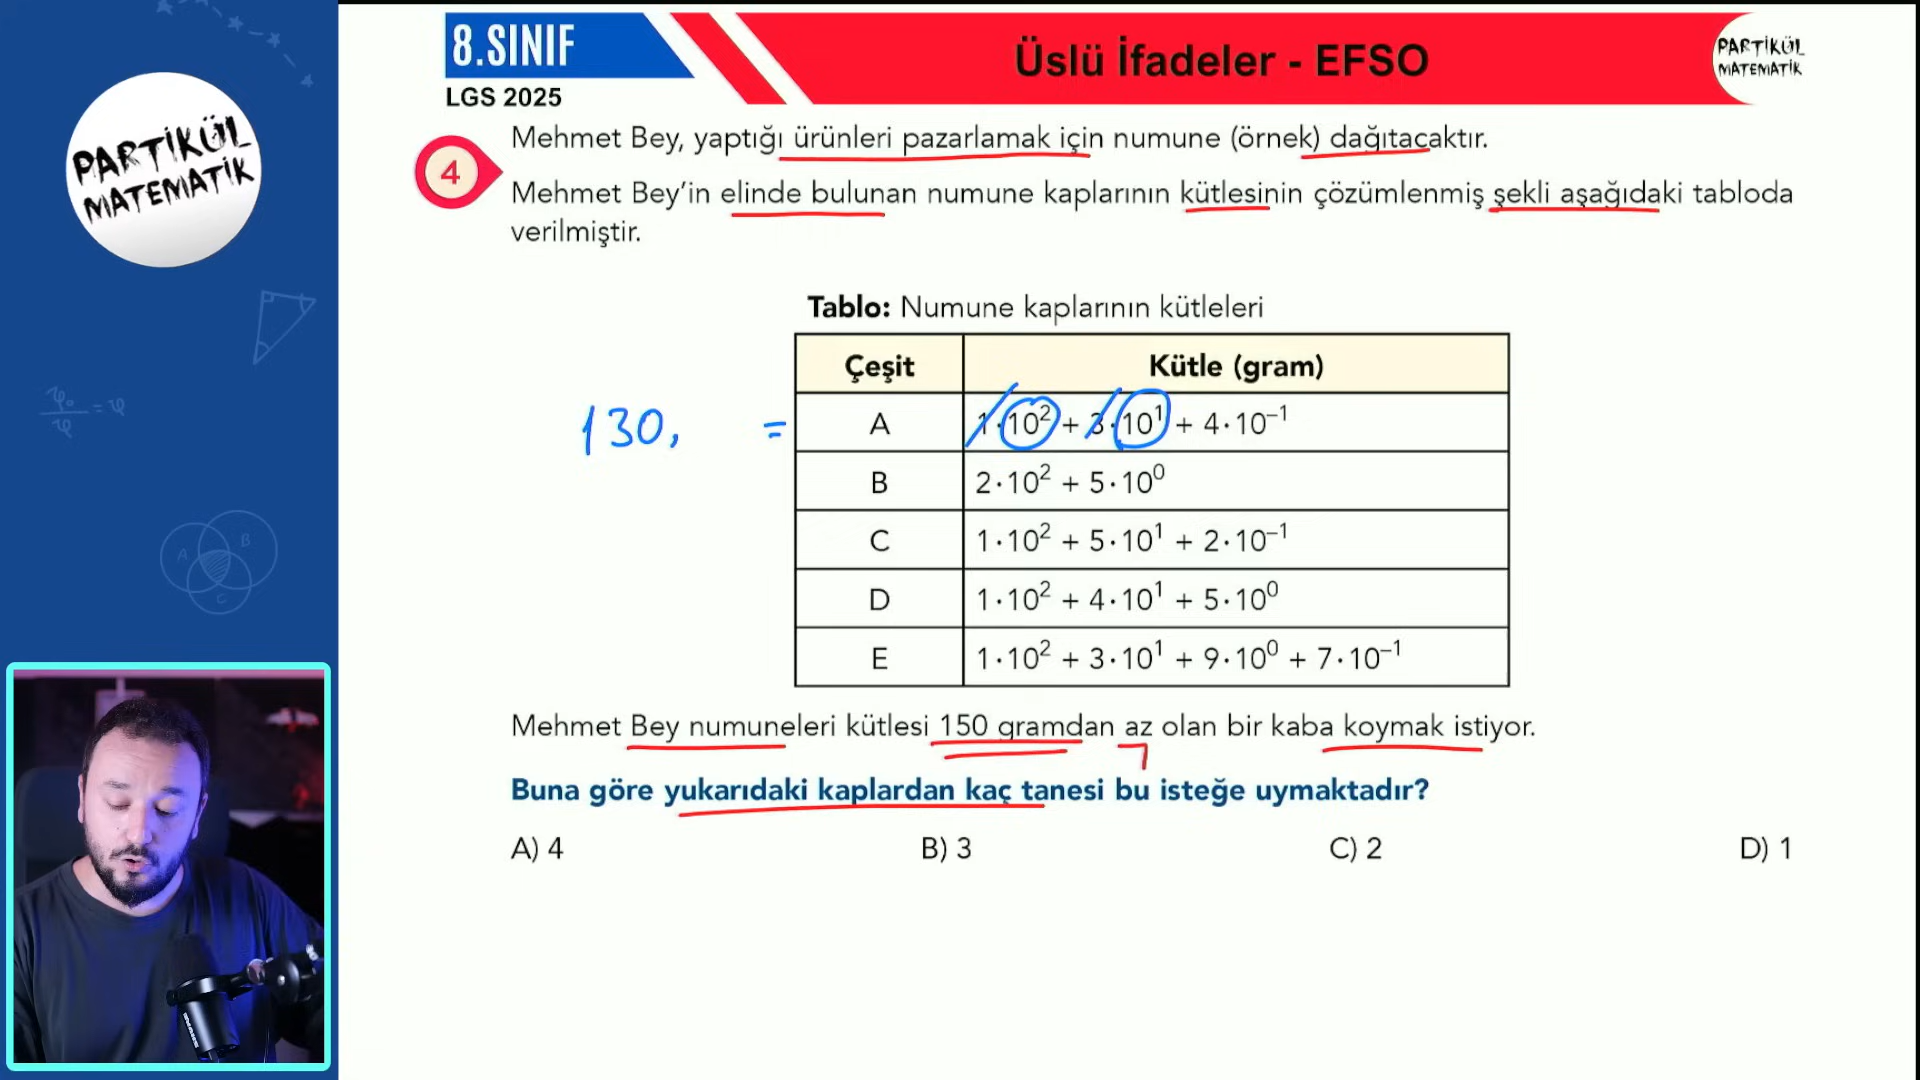 8.SINIF
LGS 2025
Üslü İfadeler - EFSO
PARTİKÜL
MATEMATİK
PARTİKÜL
MATEMATİK
4
Mehmet Bey, yaptığı ürünleri pazarlamak için numune (örnek) dağıtacaktır.
Mehmet Bey'in elinde bulunan numune kaplarının kütlesinin çözümlenmiş şekli aşağıdaki tabloda
verilmiştir.
Tablo: Numune kaplarının kütleleri
Çeşit Kütle (gram)
130, = A 1·10² + 3·10¹ + 4·10⁻¹
B 2·10² + 5·10⁰
C 1·10² + 5·10¹ + 2·10⁻¹
D 1·10² + 4·10¹ + 5·10⁰
E 1·10² + 3·10¹ + 9·10⁰ + 7·10⁻¹
Mehmet Bey numuneleri kütlesi 150 gramdan az olan bir kaba koymak istiyor.
Buna göre yukarıdaki kaplardan kaç tanesi bu isteğe uymaktadır?
A) 4 B) 3 C) 2 D) 1